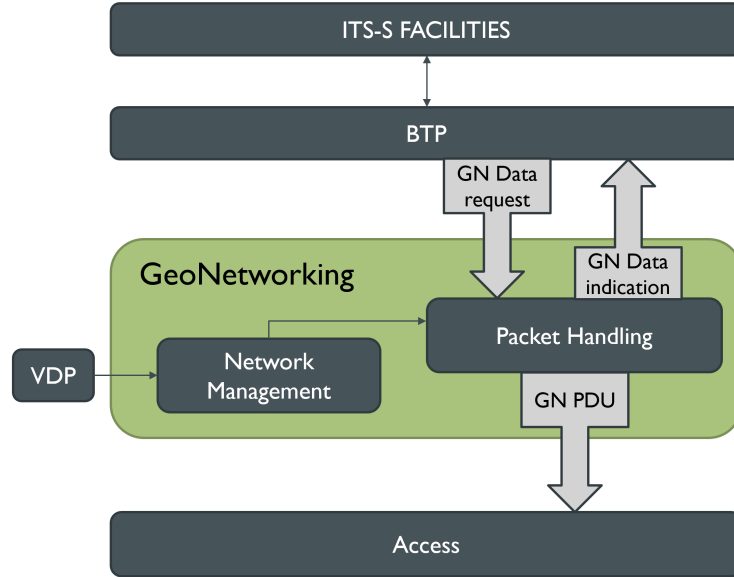 ITS-S FACILITIES
BTP
GN Data
request
GN Data
indication
GeoNetworking
Packet Handling
VDP
Network
Management
GN PDU
Access